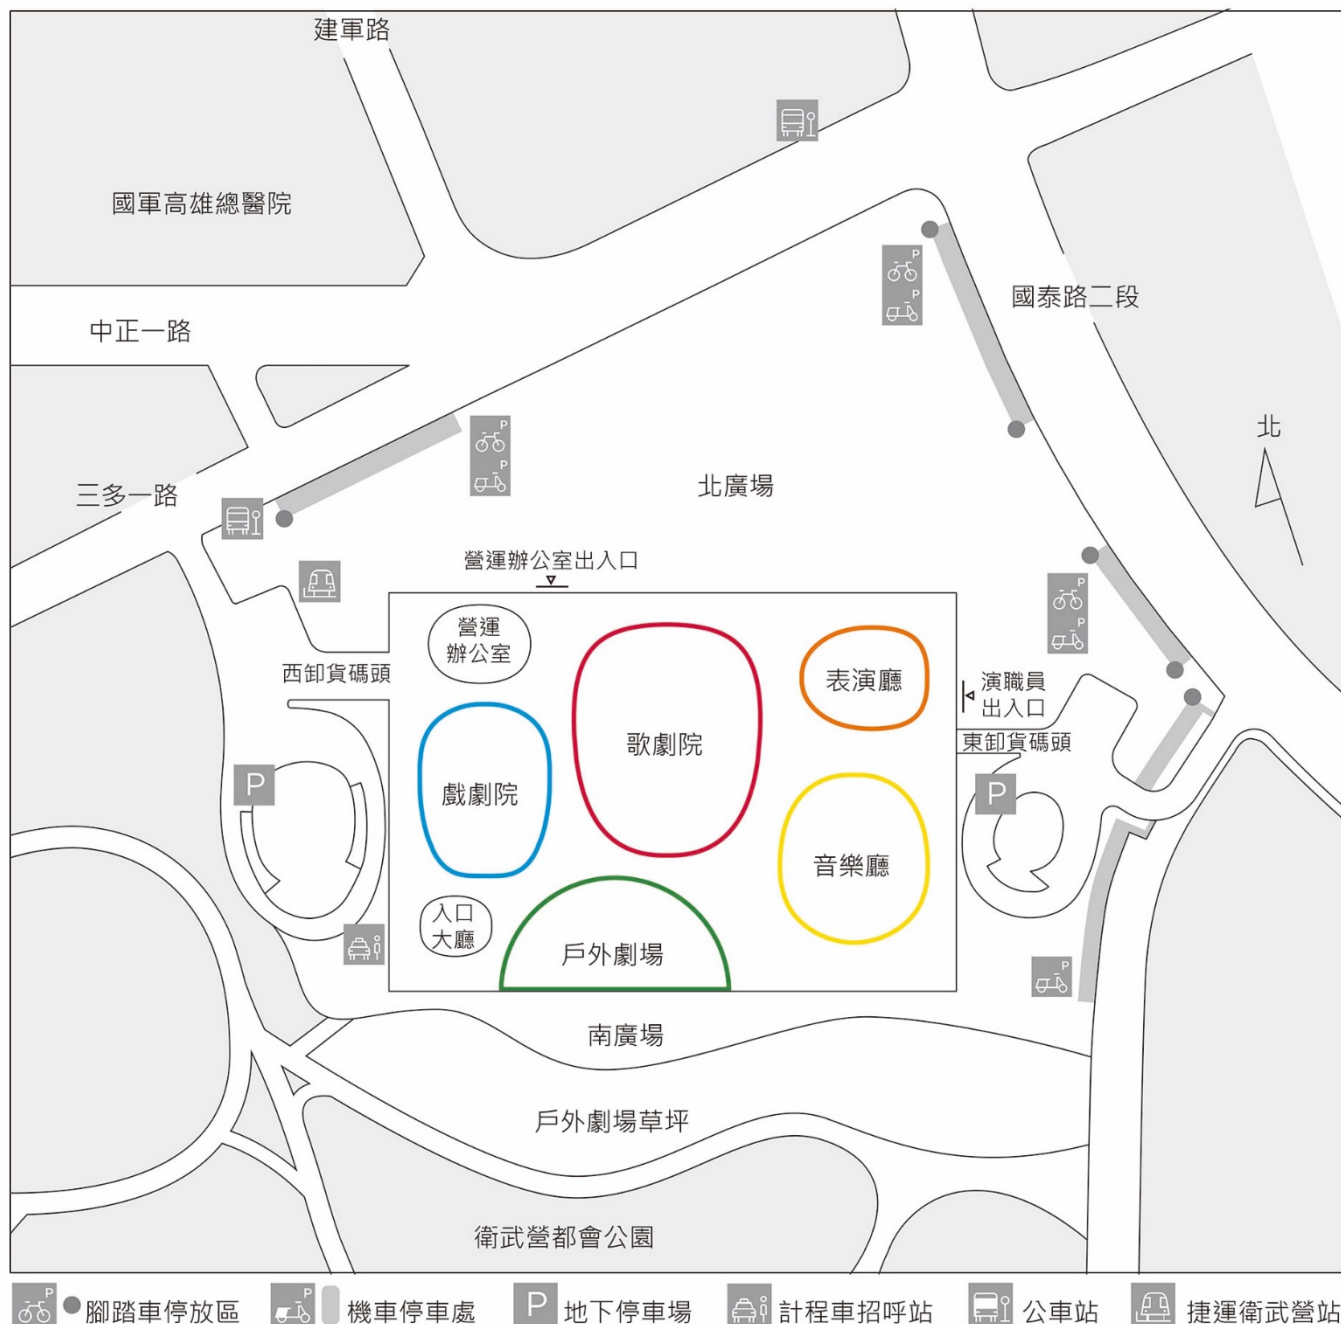 建軍路
國軍高雄總醫院
國泰路二段
中正一路
北
三多一路
北廣場
營運辦公室出入口
營運
辦公室
西卸貨碼頭
表演廳
演職員
出入口
歌劇院
東卸貨碼頭
戲劇院
P
P
音樂廳
入口
大廳
戶外劇場
南廣場
戶外劇場草坪
衛武營都會公園
P
腳踏車停放區
P
機車停車處
P
地下停車場
計程車招呼站
公車站
捷運衛武營站
P
P
P
P
P
P
P